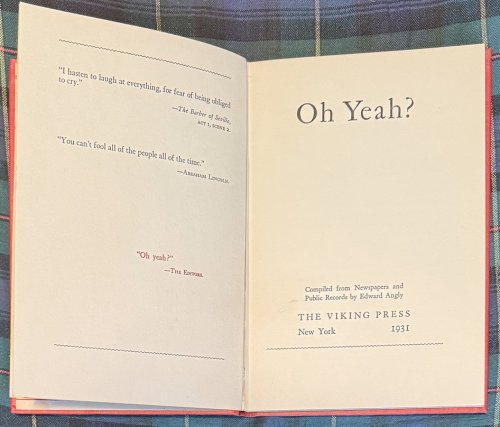 "I hasten to laugh at everything, for fear of being obliged
to cry."
—The Barber of Seville,
ACT 1, SCENE 2.
"You can't fool all of the people all of the time."
—Abraham Lincoln.
"Oh yeah?"
—The Editors.
Oh Yeah?
Compiled from Newspapers and
Public Records by Edward Angly
THE VIKING PRESS
New York 1931